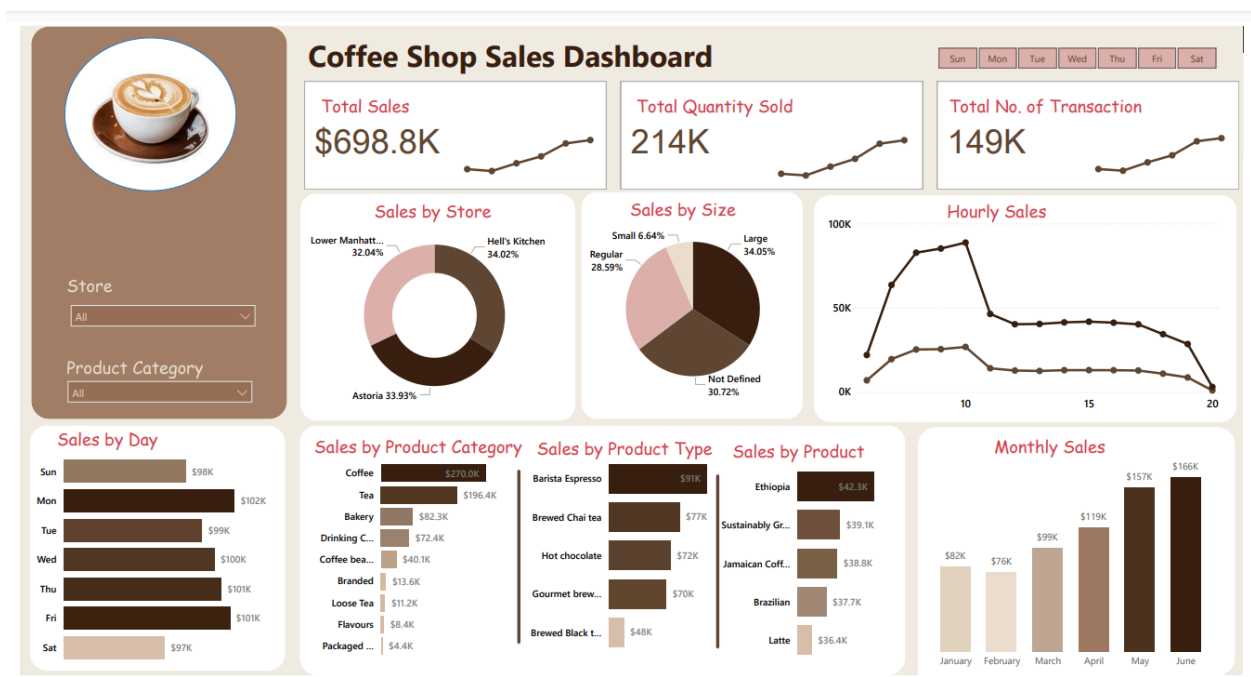 Coffee Shop Sales Dashboard
Sun Mon Tue Wed Thu Fri Sat
Total Sales
$698.8K
Total Quantity Sold
214K
Total No. of Transaction
149K
Store
All
Product Category
All
Sales by Store
Lower Manhatt...
32.04%
Hell's Kitchen
34.02%
Astoria 33.93%
Sales by Size
Small 6.64%
Large
34.05%
Regular
28.59%
Not Defined
30.72%
Hourly Sales
100K
50K
0K
10 15 20
Sales by Day
Sun $98K
Mon $102K
Tue $99K
Wed $100K
Thu $101K
Fri $101K
Sat $97K
Sales by Product Category
Coffee $270.0K
Tea $196.4K
Bakery $82.3K
Drinking C... $72.4K
Coffee bea... $40.1K
Branded $13.6K
Loose Tea $11.2K
Flavours $8.4K
Packaged ... $4.4K
Sales by Product Type
Barista Espresso $91K
Brewed Chai tea $77K
Hot chocolate $72K
Gourmet brew... $70K
Brewed Black t... $48K
Sales by Product
Ethiopia $42.3K
Sustainably Gr... $39.1K
Jamaican Coff... $38.8K
Brazilian $37.7K
Latte $36.4K
Monthly Sales
$82K $76K $99K $119K $157K $166K
January February March April May June